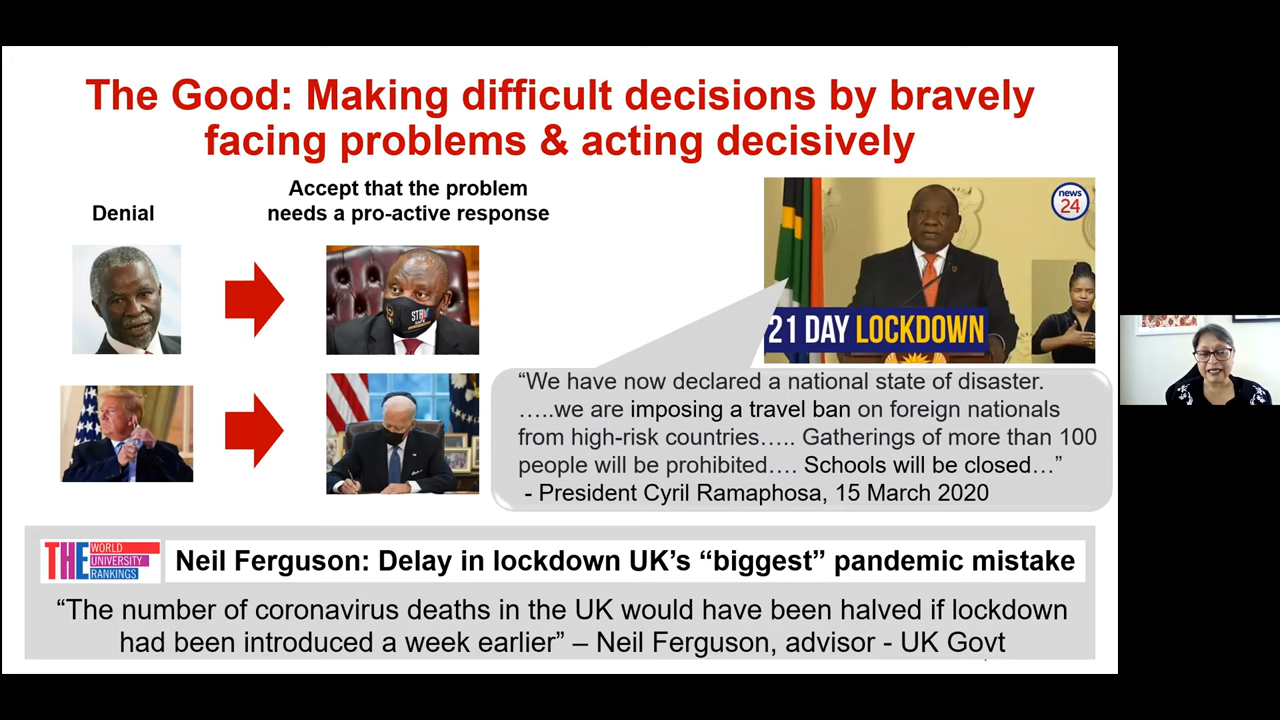 The Good: Making difficult decisions by bravely
facing problems & acting decisively
Denial
Accept that the problem
needs a pro-active response
news
24
21 DAY LOCKDOWN
“We have now declared a national state of disaster.
…..we are imposing a travel ban on foreign nationals
from high-risk countries….. Gatherings of more than 100
people will be prohibited…. Schools will be closed…”
- President Cyril Ramaphosa, 15 March 2020
THE WORLD
UNIVERSITY
RANKINGS
Neil Ferguson: Delay in lockdown UK’s “biggest” pandemic mistake
“The number of coronavirus deaths in the UK would have been halved if lockdown
had been introduced a week earlier” – Neil Ferguson, advisor - UK Govt